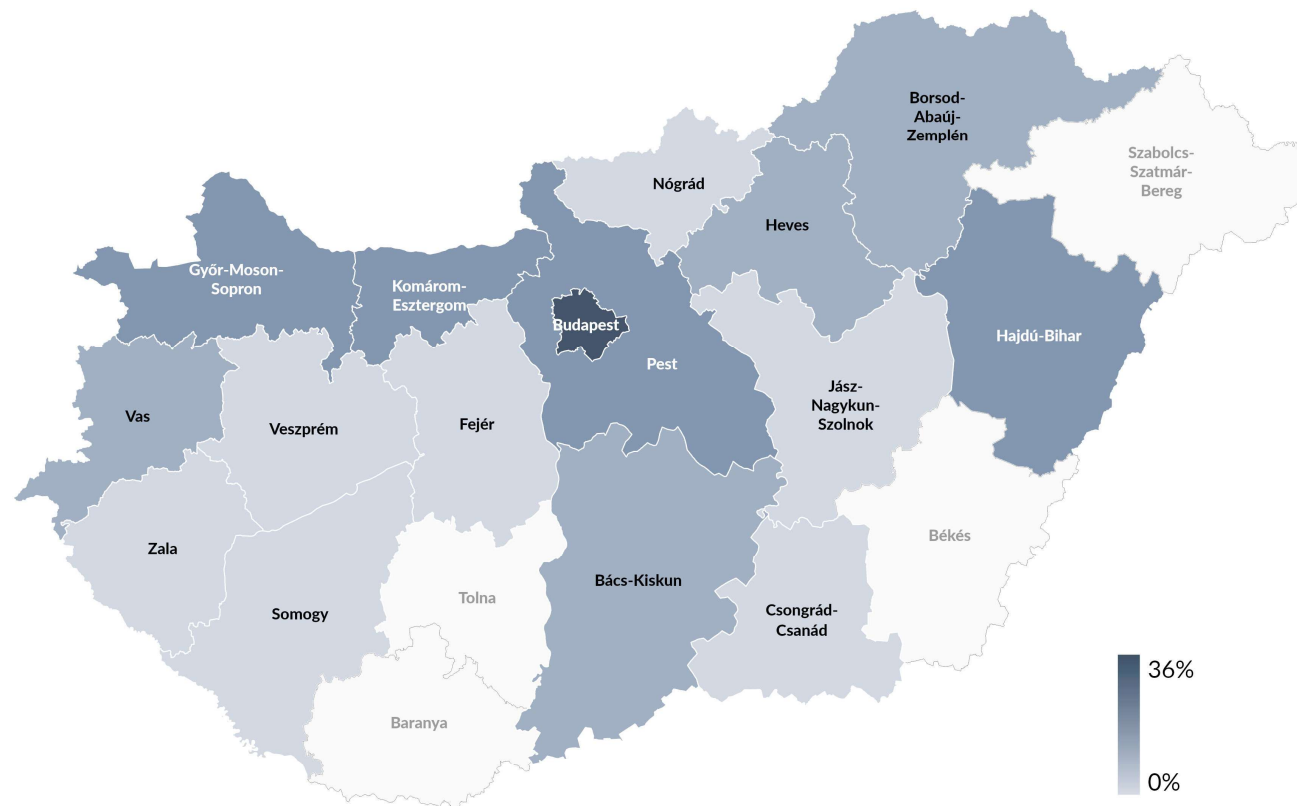 Borsod-
Abaúj-
Zemplén
Szabolcs-
Szatmár-
Bereg
Nógrád
Heves
Győr-Moson-
Sopron
Komárom-
Esztergom
Budapest
Hajdú-Bihar
Pest
Jász-
Nagykun-
Szolnok
Vas
Veszprém
Fejér
Zala
Békés
Bács-Kiskun
Tolna
Somogy
Csongrád-
Csanád
Baranya
36%
0%